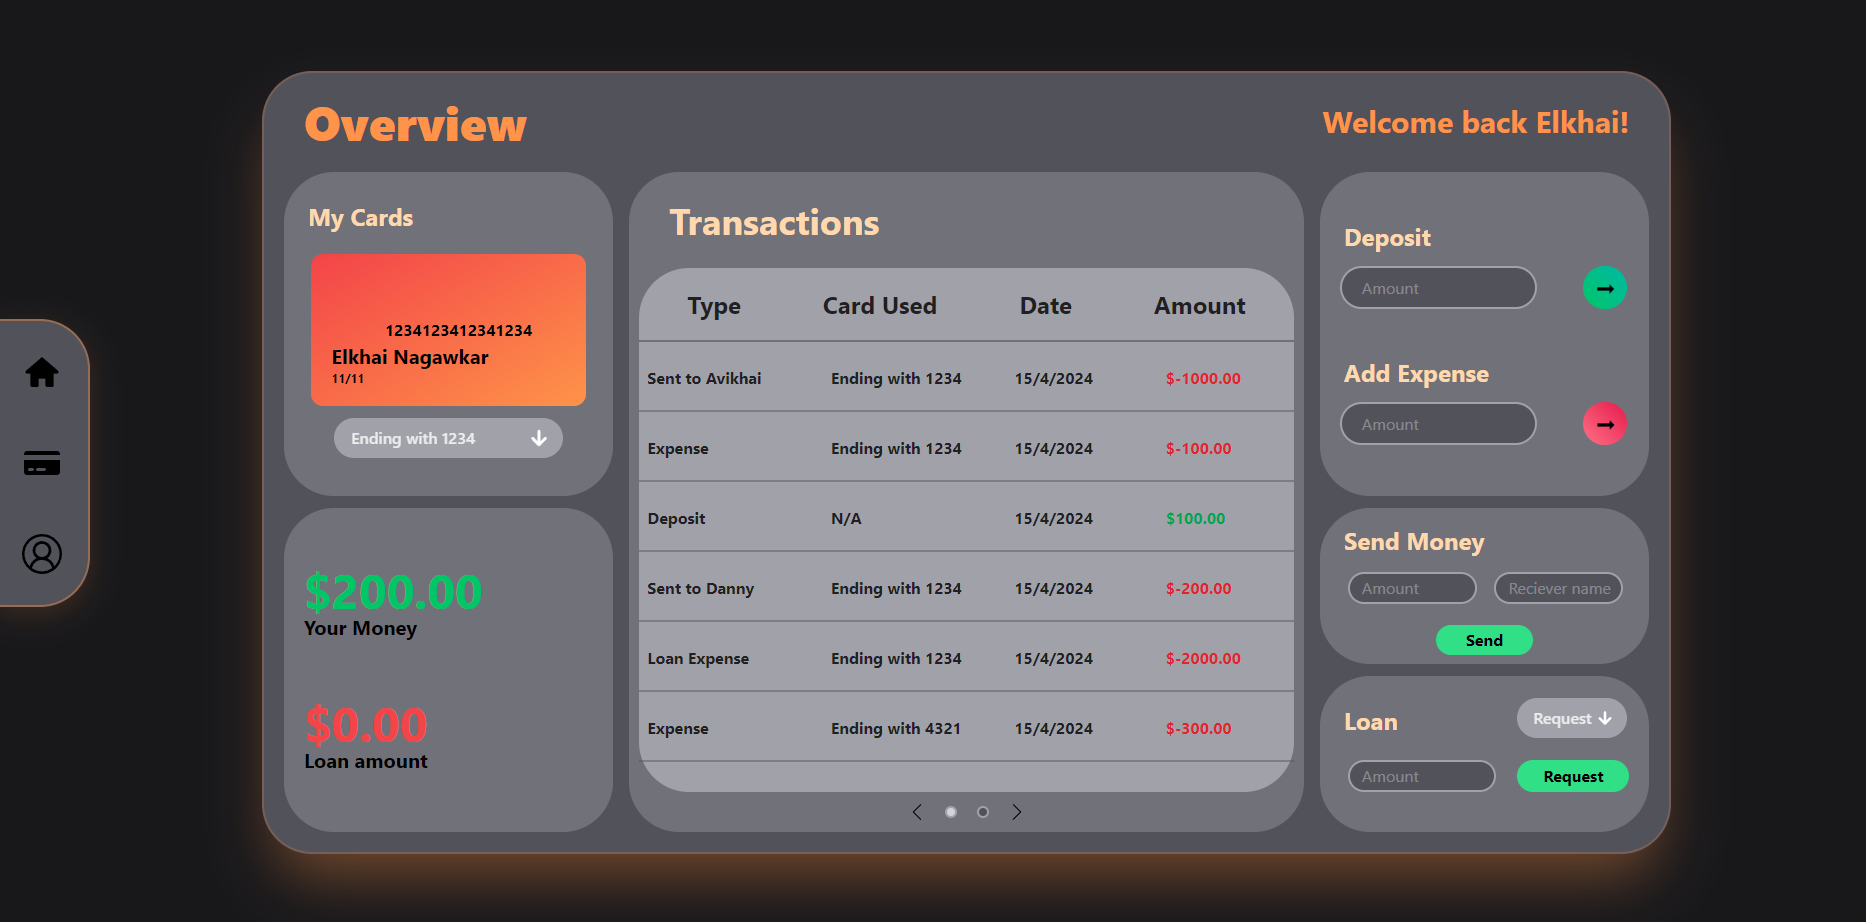 Overview
Welcome back Elkhai!
My Cards
1234123412341234
Elkhai Nagawkar
11/11
Ending with 1234
$200.00
Your Money
$0.00
Loan amount
Transactions
Type Card Used Date Amount
Sent to Avikhai Ending with 1234 15/4/2024 $-1000.00
Expense Ending with 1234 15/4/2024 $-100.00
Deposit N/A 15/4/2024 $100.00
Sent to Danny Ending with 1234 15/4/2024 $-200.00
Loan Expense Ending with 1234 15/4/2024 $-2000.00
Expense Ending with 4321 15/4/2024 $-300.00
Deposit
Amount
Add Expense
Amount
Send Money
Amount Reciever name
Send
Loan Request
Amount Request